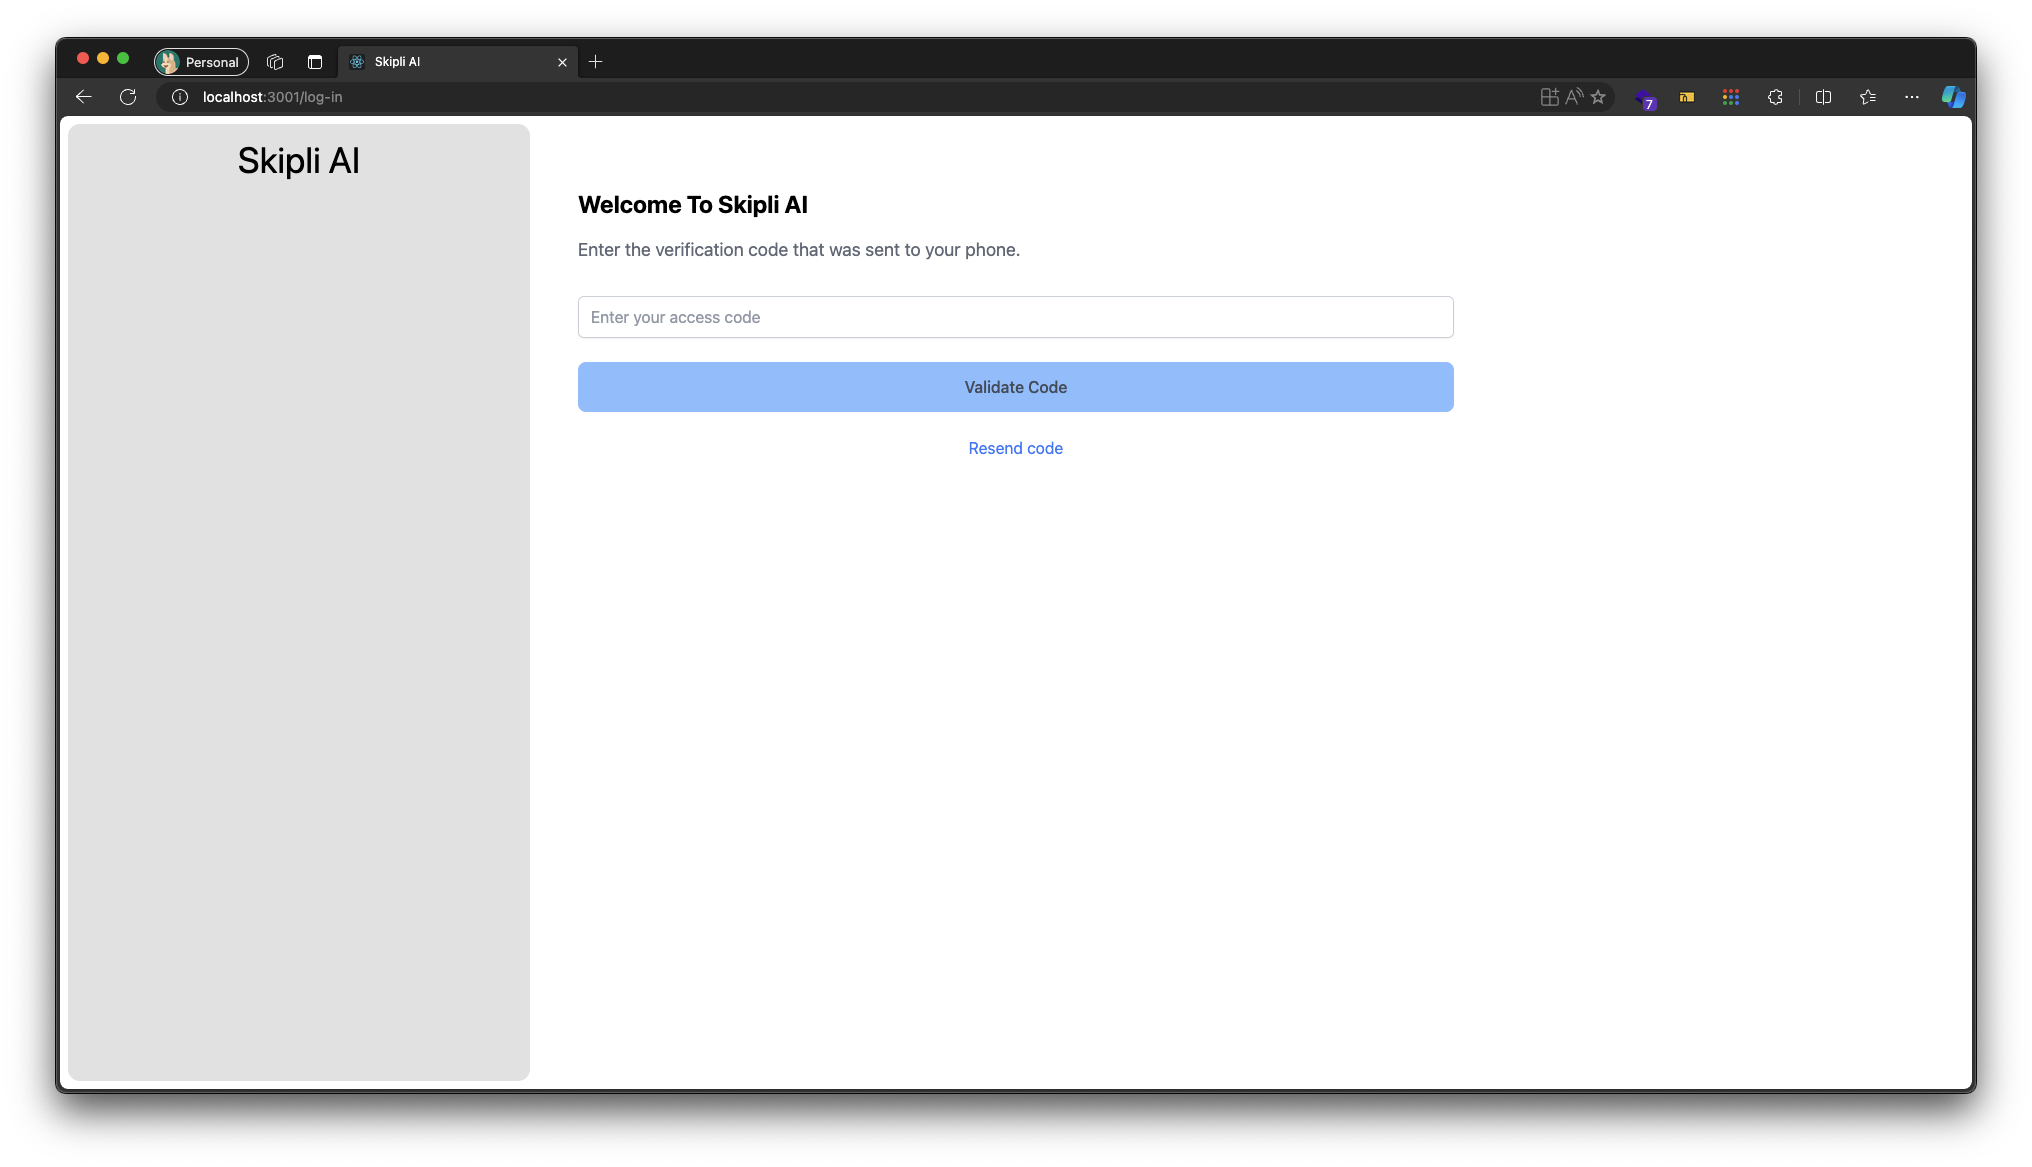 Personal
Skipli AI
localhost:3001/log-in
7
Skipli AI
Welcome To Skipli AI
Enter the verification code that was sent to your phone.
Enter your access code
Validate Code
Resend code